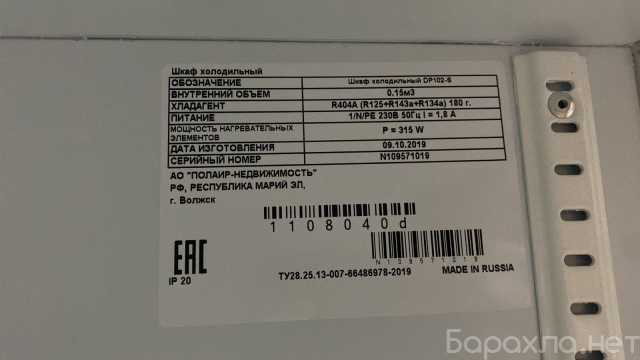 Шкаф холодильный
ОБОЗНАЧЕНИЕ Шкаф холодильный DP102-S
ВНУТРЕННИЙ ОБЪЕМ 0.15м3
ХЛАДАГЕНТ R404A (R125+R143a+R134a) 180 г.
ПИТАНИЕ 1/N/PE 230В 50Гц I = 1,8 А
МОЩНОСТЬ НАГРЕВАТЕЛЬНЫХ ЭЛЕМЕНТОВ P = 315 W
ДАТА ИЗГОТОВЛЕНИЯ 09.10.2019
СЕРИЙНЫЙ НОМЕР N109571019
АО "ПОЛАИР-НЕДВИЖИМОСТЬ"
РФ, РЕСПУБЛИКА МАРИЙ ЭЛ,
г. Волжск
1108040d
N109571019
EAC
IP 20
ТУ28.25.13-007-66486978-2019
MADE IN RUSSIA
Барахла.нет